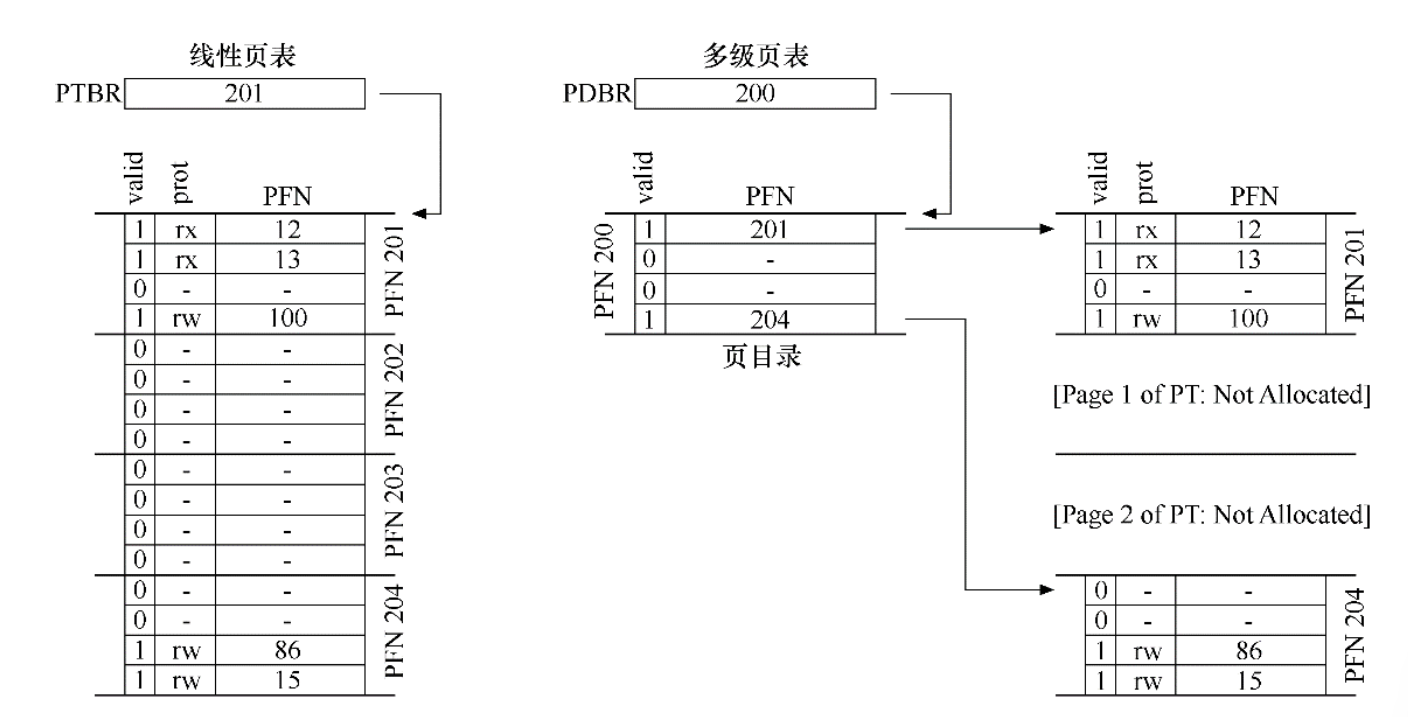 线性页表
PTBR 201
valid prot PFN
1 rx 12
1 rx 13
0 - -
1 rw 100
PFN 201
0 - -
0 - -
0 - -
0 - -
PFN 202
0 - -
0 - -
0 - -
0 - -
PFN 203
0 - -
0 - -
1 rw 86
1 rw 15
PFN 204
多级页表
PDBR 200
valid PFN
PFN 200
1 201
0 -
0 -
1 204
页目录
valid prot PFN
1 rx 12
1 rx 13
0 - -
1 rw 100
PFN 201
[Page 1 of PT: Not Allocated]
[Page 2 of PT: Not Allocated]
0 - -
0 - -
1 rw 86
1 rw 15
PFN 204